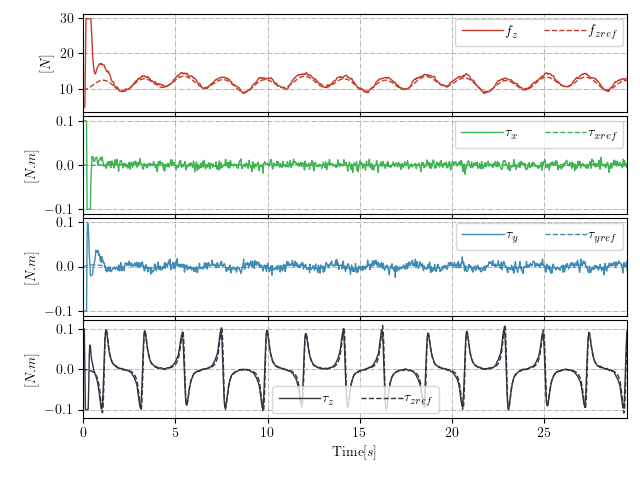 30
20
10
[N]
f_z
f_zref
0.1
0.0
−0.1
[N.m]
τ_x
τ_xref
0.1
0.0
−0.1
[N.m]
τ_y
τ_yref
0.1
0.0
−0.1
[N.m]
τ_z
τ_zref
0 5 10 15 20 25
Time[s]